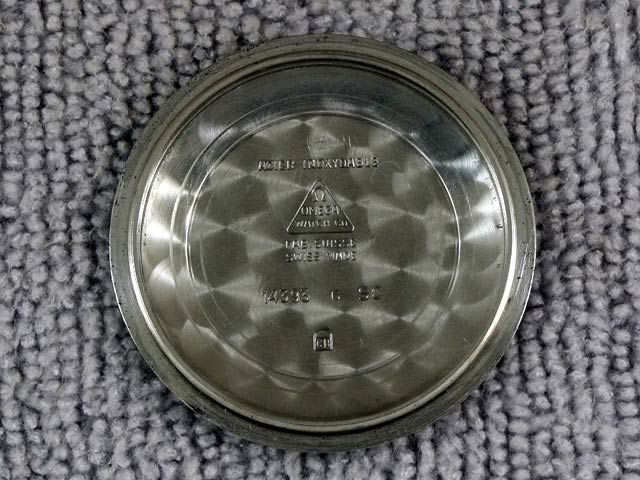 ACIER INOXYDABLE
Ω
OMEGA
WATCH CO
FAB. SUISSE
SWISS MADE
14393 6 SC